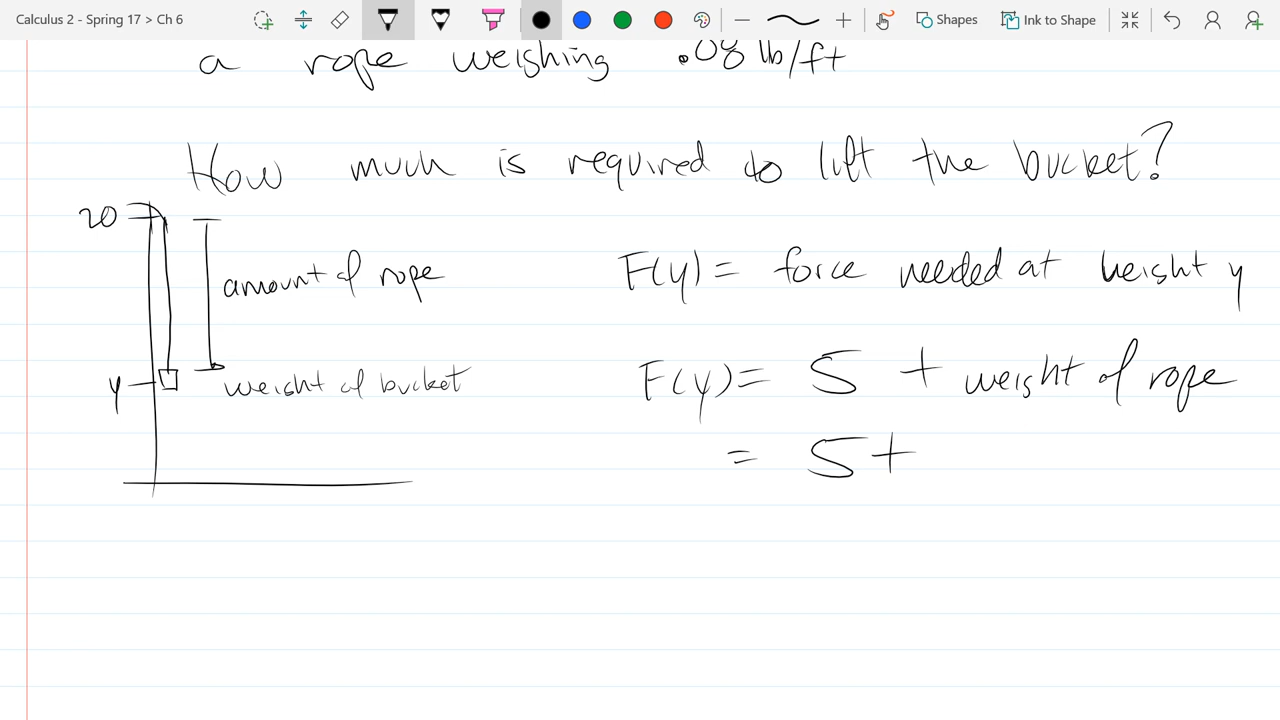 Calculus 2 - Spring 17 > Ch 6
Shapes
Ink to Shape
a rope weighing .08 lb/ft
How much is required to lift the bucket?
20
amount of rope
F(y) = force needed at height y
y
weight of bucket
F(y) = 5 + weight of rope
= 5 +